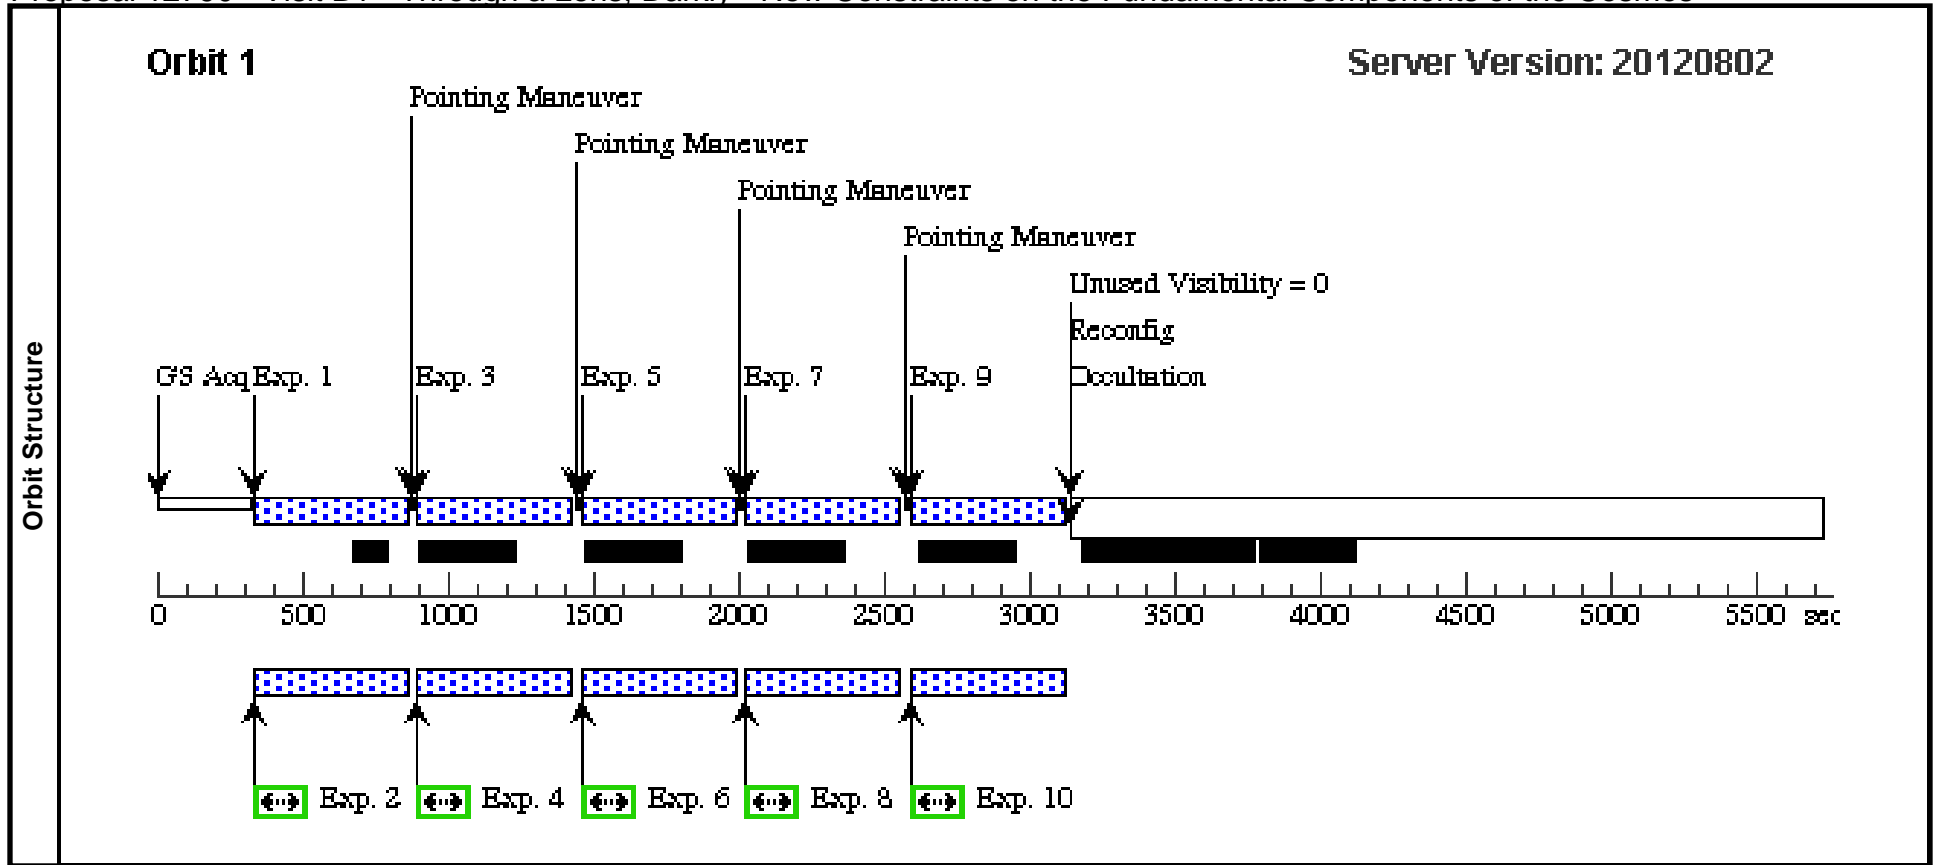 Orbit Structure
Orbit 1
Server Version: 20120802
Pointing Maneuver
Pointing Maneuver
Pointing Maneuver
Pointing Maneuver
Unused Visibility = 0
Reconfig
GS Acq Exp. 1 Exp. 3 Exp. 5 Exp. 7 Exp. 9 Occultation
0 500 1000 1500 2000 2500 3000 3500 4000 4500 5000 5500 sec
Exp. 2 Exp. 4 Exp. 6 Exp. 8 Exp. 10